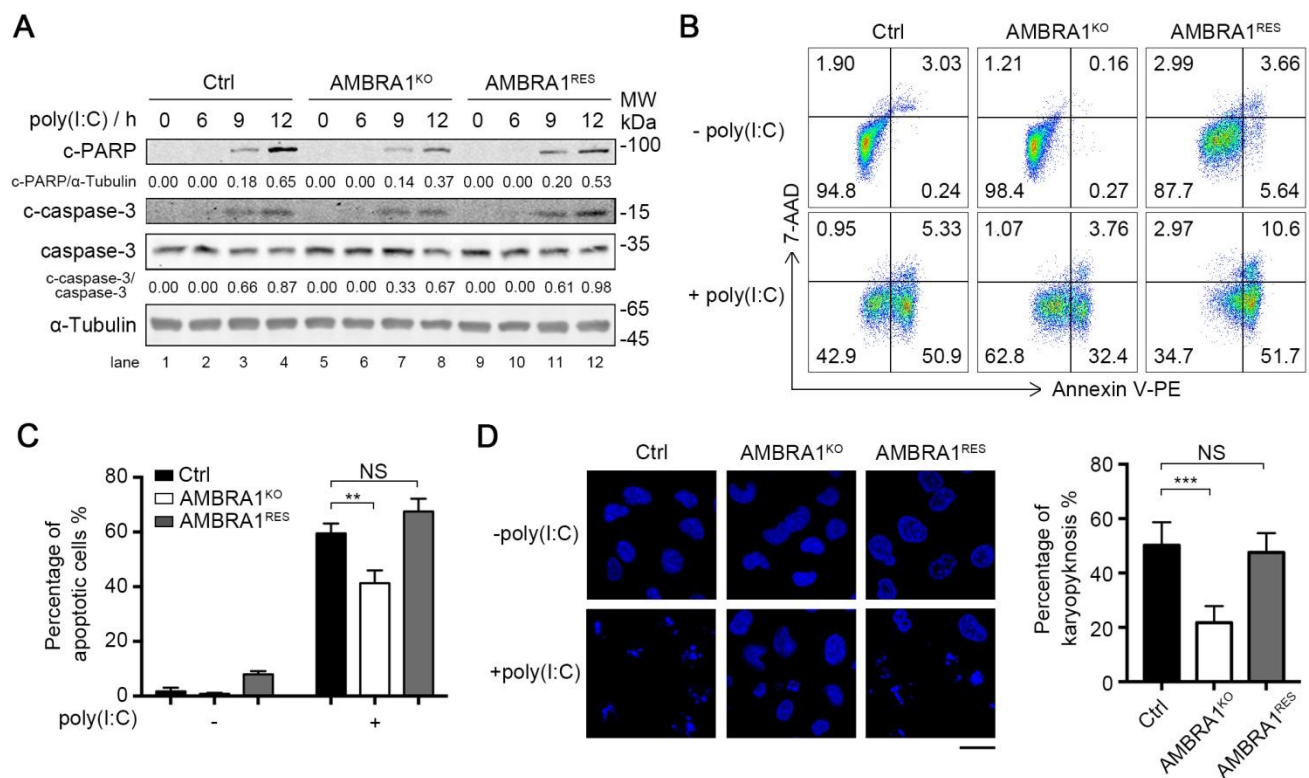 A
Ctrl AMBRA1KO AMBRA1RES MW
poly(I:C) / h 0 6 9 12 0 6 9 12 0 6 9 12 kDa
c-PARP -100
c-PARP/α-Tubulin 0.00 0.00 0.18 0.65 0.00 0.00 0.14 0.37 0.00 0.00 0.20 0.53
c-caspase-3 -15
caspase-3 -35
c-caspase-3/
caspase-3 0.00 0.00 0.66 0.87 0.00 0.00 0.33 0.67 0.00 0.00 0.61 0.98
α-Tubulin -65
-45
lane 1 2 3 4 5 6 7 8 9 10 11 12
B
Ctrl AMBRA1KO AMBRA1RES
1.90 3.03 1.21 0.16 2.99 3.66
- poly(I:C)
94.8 0.24 98.4 0.27 87.7 5.64
0.95 5.33 1.07 3.76 2.97 10.6
+ poly(I:C)
42.9 50.9 62.8 32.4 34.7 51.7
7-AAD
Annexin V-PE
C
Ctrl
AMBRA1KO
AMBRA1RES
NS
**
Percentage of
apoptotic cells %
80
60
40
20
0
poly(I:C) - +
D
Ctrl AMBRA1KO AMBRA1RES
-poly(I:C)
+poly(I:C)
NS
***
Percentage of
karyopyknosis %
80
60
40
20
0
Ctrl
AMBRA1KO
AMBRA1RES